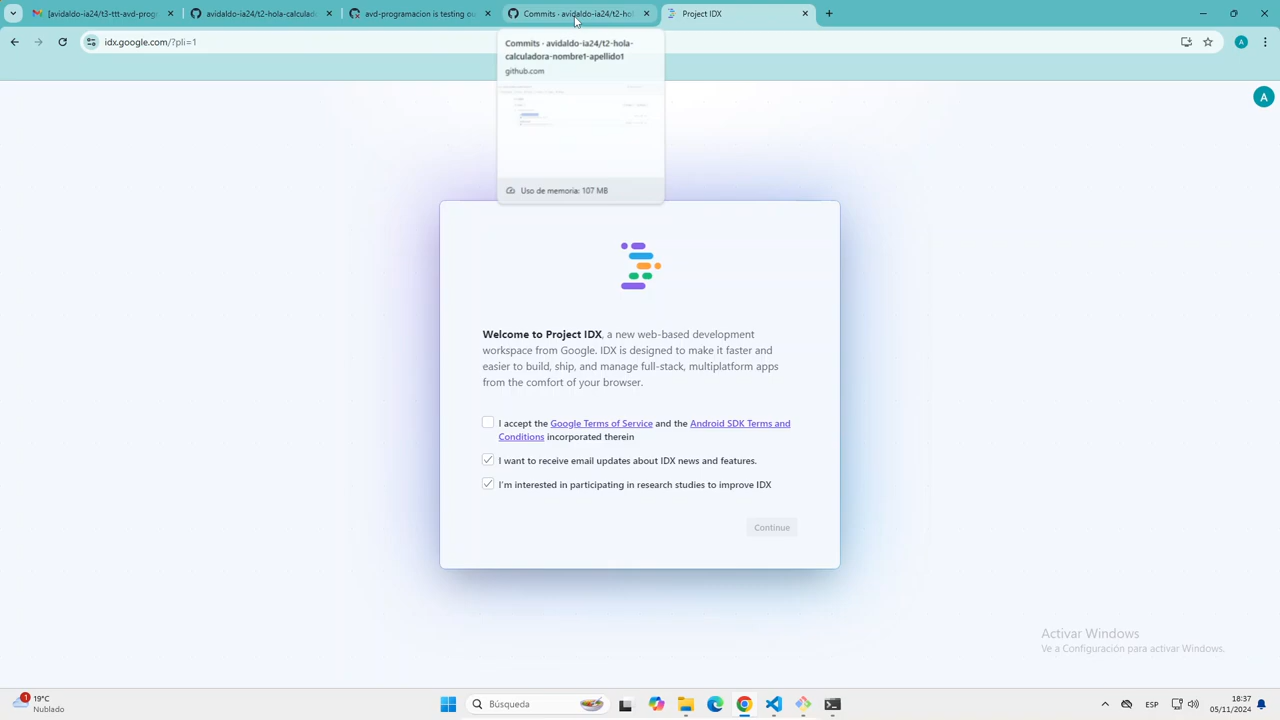 [avidaldo-ia24/t3-ttt-avd-prog
avidaldo-ia24/t2-hola-calculad
avd-programacion is testing ou
Commits · avidaldo-ia24/t2-hol
Project IDX
idx.google.com/?pli=1
A
Commits · avidaldo-ia24/t2-hola-
calculadora-nombre1-apellido1
github.com
A
Uso de memoria: 107 MB
Welcome to Project IDX, a new web-based development
workspace from Google. IDX is designed to make it faster and
easier to build, ship, and manage full-stack, multiplatform apps
from the comfort of your browser.
I accept the Google Terms of Service and the Android SDK Terms and
Conditions incorporated therein
I want to receive email updates about IDX news and features.
I'm interested in participating in research studies to improve IDX
Continue
Activar Windows
Ve a Configuración para activar Windows.
1
19°C
Nublado
Búsqueda
ESP
18:37
05/11/2024